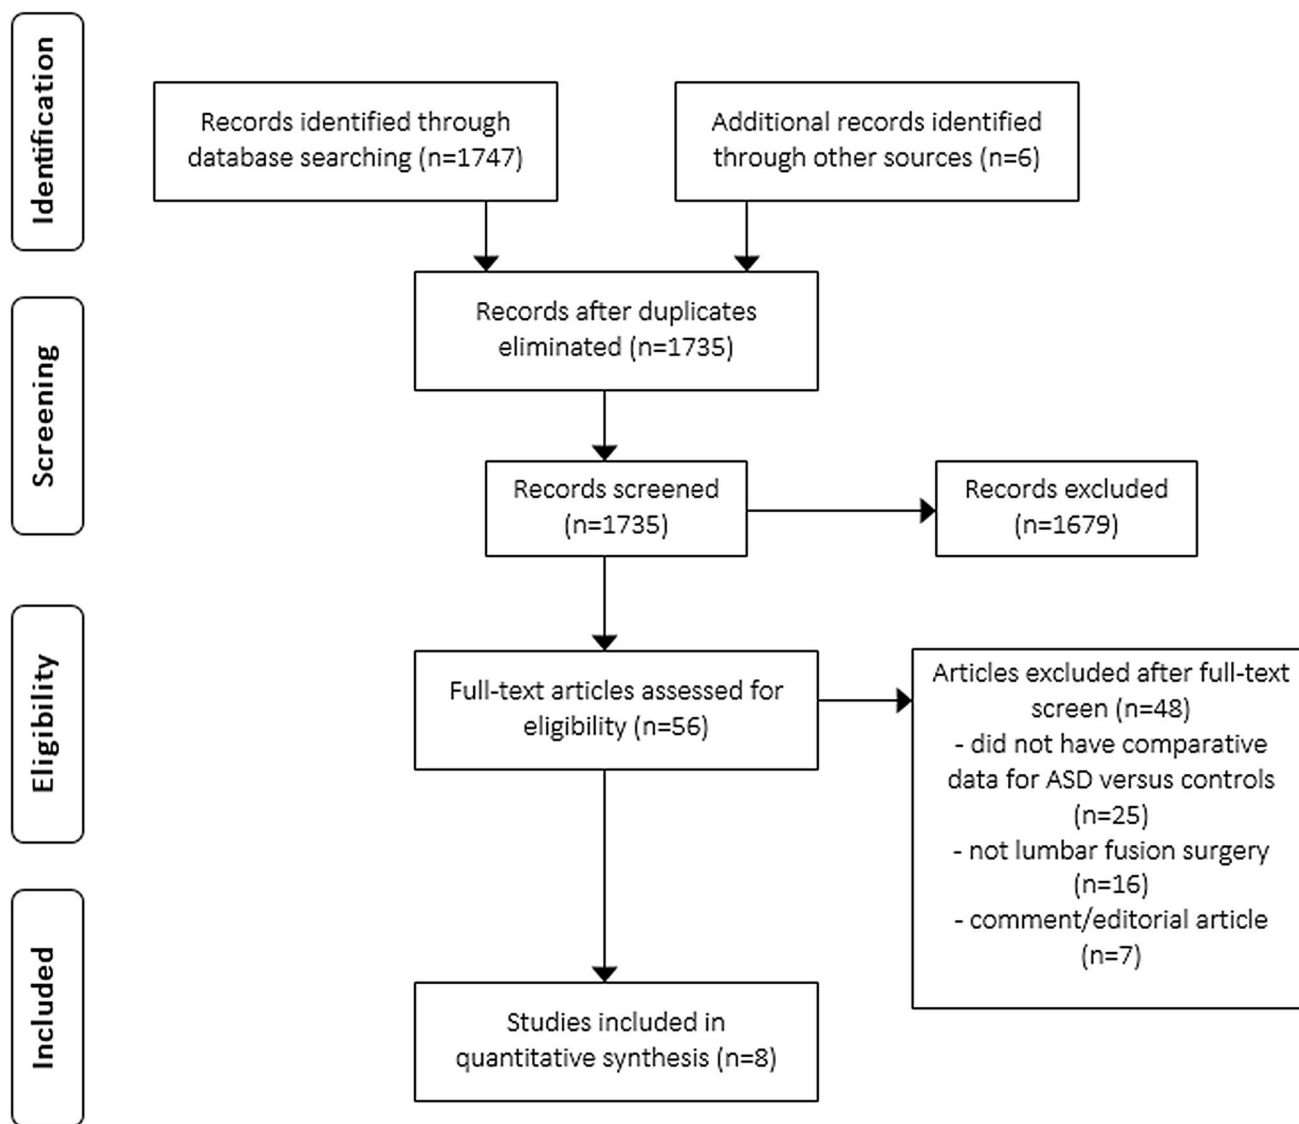 Identification
Records identified through
database searching (n=1747)
Additional records identified
through other sources (n=6)
Screening
Records after duplicates
eliminated (n=1735)
Records screened
(n=1735)
Records excluded
(n=1679)
Eligibility
Full-text articles assessed for
eligibility (n=56)
Articles excluded after full-text
screen (n=48)
- did not have comparative
data for ASD versus controls
(n=25)
- not lumbar fusion surgery
(n=16)
- comment/editorial article
(n=7)
Included
Studies included in
quantitative synthesis (n=8)